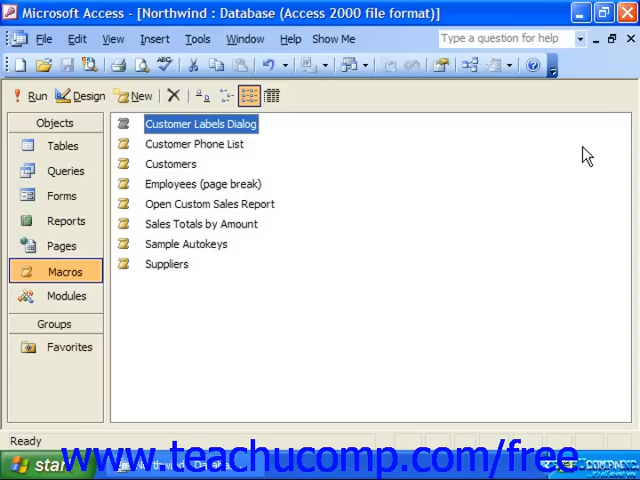 Microsoft Access - [Northwind : Database (Access 2000 file format)]
File Edit View Insert Tools Window Help Show Me Type a question for help
Run Design New
Objects
Tables
Queries
Forms
Reports
Pages
Macros
Modules
Groups
Favorites
Customer Labels Dialog
Customer Phone List
Customers
Employees (page break)
Open Custom Sales Report
Sales Totals by Amount
Sample Autokeys
Suppliers
Ready
start
Northwind : Database
www.teachucomp.com/free